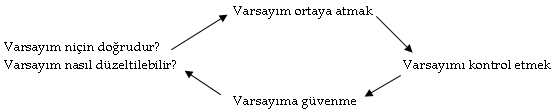 Varsayım ortaya atmak
Varsayım niçin doğrudur?
Varsayım nasıl düzeltilebilir?
Varsayımı kontrol etmek
Varsayıma güvenme